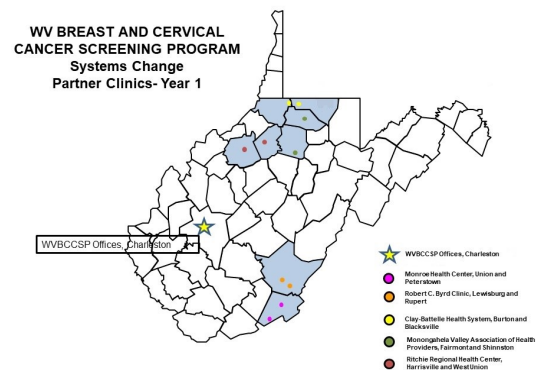 WV BREAST AND CERVICAL
CANCER SCREENING PROGRAM
Systems Change
Partner Clinics- Year 1
WVBCCSP Offices, Charleston
WVBCCSP Offices, Charleston
Monroe Health Center, Union and
Peterstown
Robert C. Byrd Clinic, Lewisburg and
Rupert
Clay-Battelle Health System, Burton and
Blacksville
Monongahela Valley Association of Health
Providers, Fairmont and Shinnston
Ritchie Regional Health Center,
Harrisville and West Union